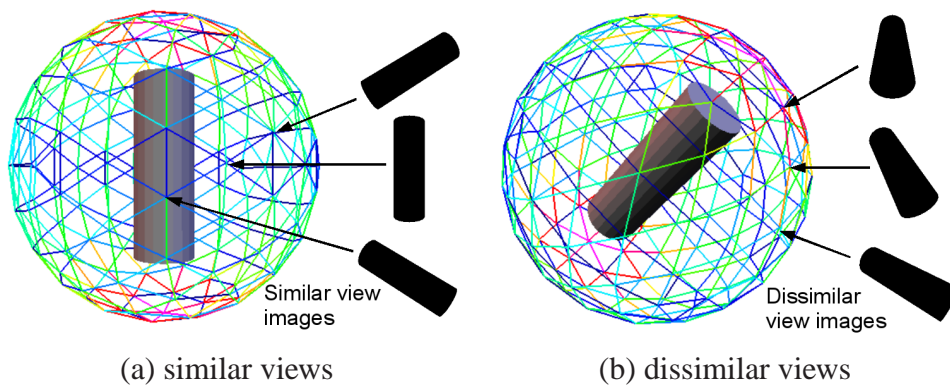 Similar view
images
Dissimilar
view images
(a) similar views
(b) dissimilar views